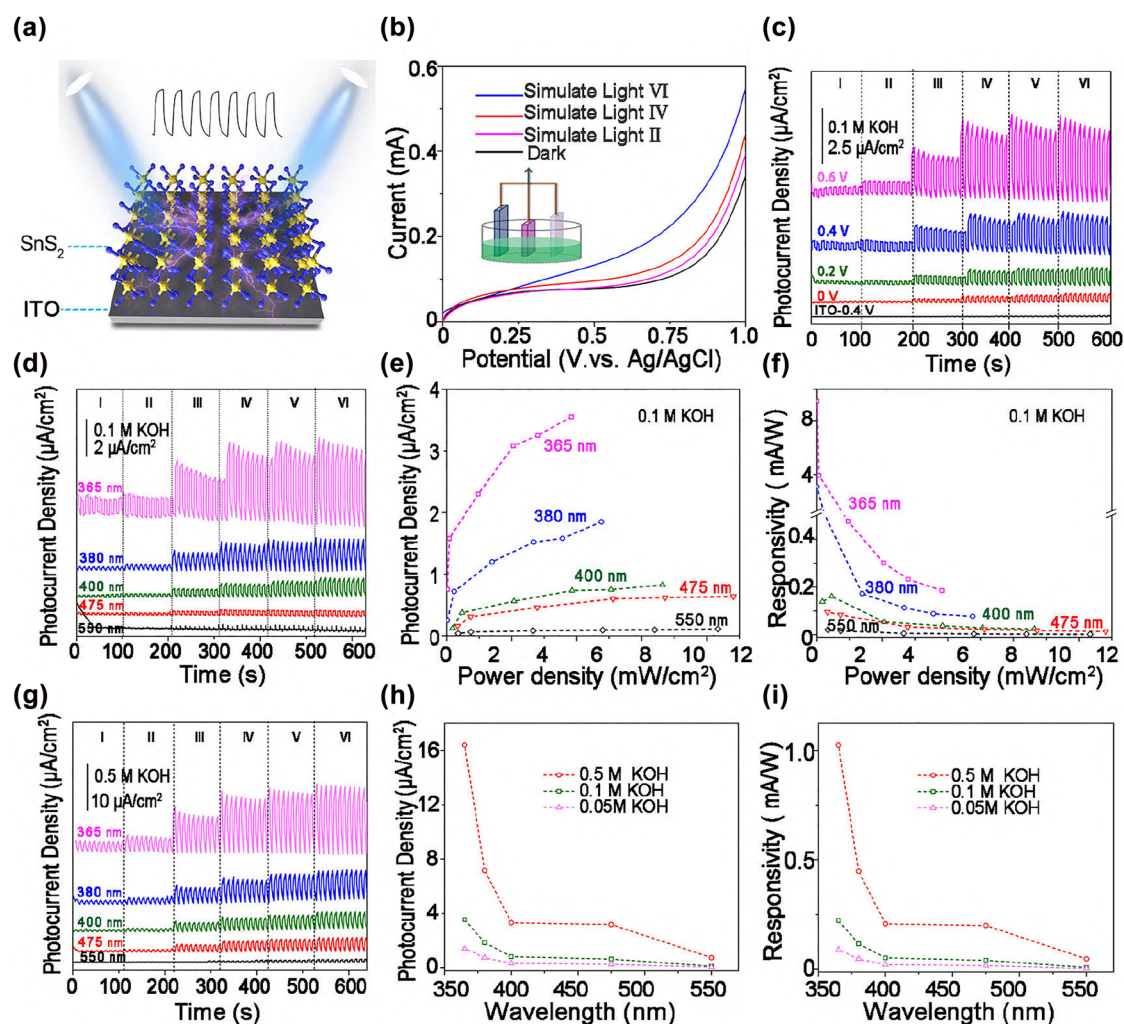 (a)
SnS2
ITO
(b)
Current (mA)
0.6
0.4
0.2
0
Simulate Light VI
Simulate Light IV
Simulate Light II
Dark
0 0.25 0.5 0.75 1.0
Potential (V.vs. Ag/AgCl)
(c)
Photocurrent Density (μA/cm²)
I II III IV V VI
0.1 M KOH
2.5 μA/cm²
0.6 V
0.4 V
0.2 V
0 V
ITO-0.4 V
0 100 200 300 400 500 600
Time (s)
(d)
Photocurrent Density (μA/cm²)
I II III IV V VI
0.1 M KOH
2 μA/cm²
365 nm
380 nm
400 nm
475 nm
550 nm
0 100 200 300 400 500 600
Time (s)
(e)
Photocurrent Density (μA/cm²)
4
3
2
1
0
0.1 M KOH
365 nm
380 nm
400 nm
475 nm
550 nm
0 2 4 6 8 10 12
Power density (mW/cm²)
(f)
Responsivity ( mA/W)
8
4
0.4
0.2
0
0.1 M KOH
365 nm
380 nm
400 nm
475 nm
550 nm
0 2 4 6 8 10 12
Power density (mW/cm²)
(g)
Photocurrent Density (μA/cm²)
I II III IV V VI
0.5 M KOH
10 μA/cm²
365 nm
380 nm
400 nm
475 nm
550 nm
0 100 200 300 400 500 600
Time (s)
(h)
Photocurrent Density (μA/cm²)
16
12
8
4
0
0.5 M KOH
0.1 M KOH
0.05M KOH
350 400 450 500 550
Wavelength (nm)
(i)
Responsivity ( mA/W)
1.0
0.5
0
0.5 M KOH
0.1 M KOH
0.05M KOH
350 400 450 500 550
Wavelength (nm)